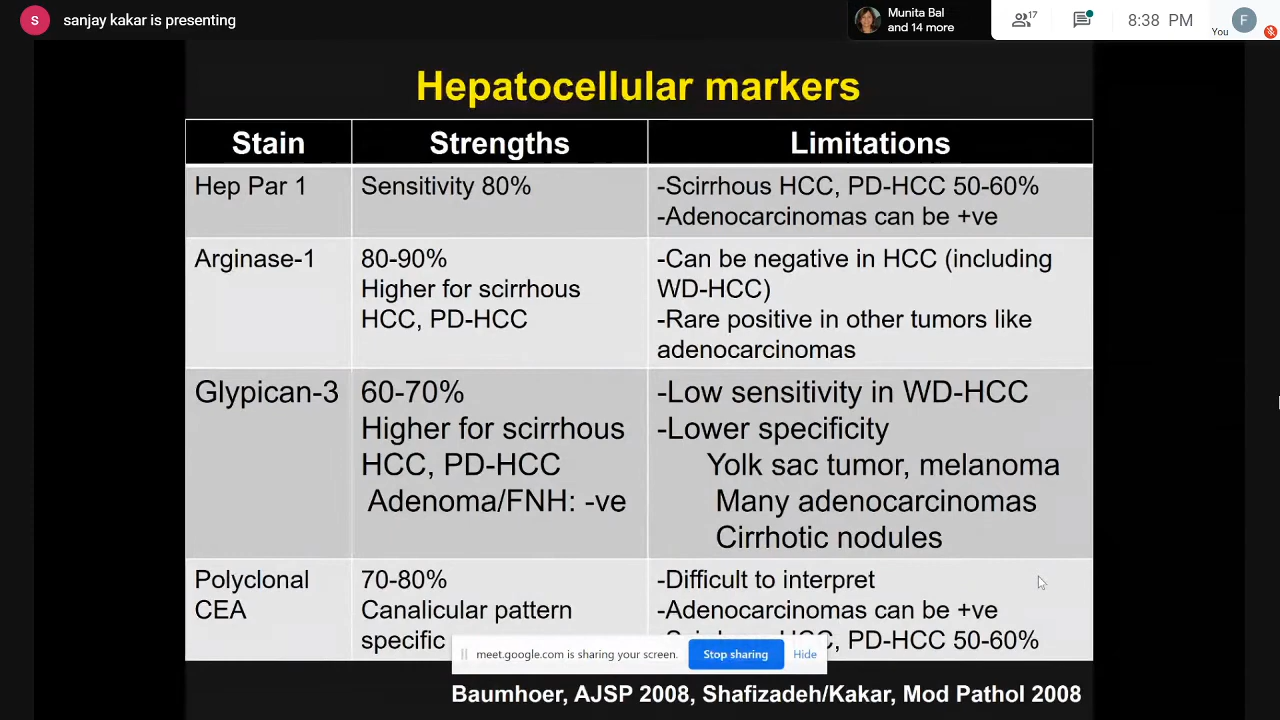 S sanjay kakar is presenting
Munita Bal
and 14 more
17
8:38 PM
You
F
Hepatocellular markers
Stain Strengths Limitations
Hep Par 1
Sensitivity 80%
-Scirrhous HCC, PD-HCC 50-60%
-Adenocarcinomas can be +ve
Arginase-1
80-90%
Higher for scirrhous
HCC, PD-HCC
-Can be negative in HCC (including
WD-HCC)
-Rare positive in other tumors like
adenocarcinomas
Glypican-3
60-70%
Higher for scirrhous
HCC, PD-HCC
Adenoma/FNH: -ve
-Low sensitivity in WD-HCC
-Lower specificity
Yolk sac tumor, melanoma
Many adenocarcinomas
Cirrhotic nodules
Polyclonal
CEA
70-80%
Canalicular pattern
specific
-Difficult to interpret
-Adenocarcinomas can be +ve
PD-HCC 50-60%
meet.google.com is sharing your screen.
Stop sharing
Hide
Baumhoer, AJSP 2008, Shafizadeh/Kakar, Mod Pathol 2008